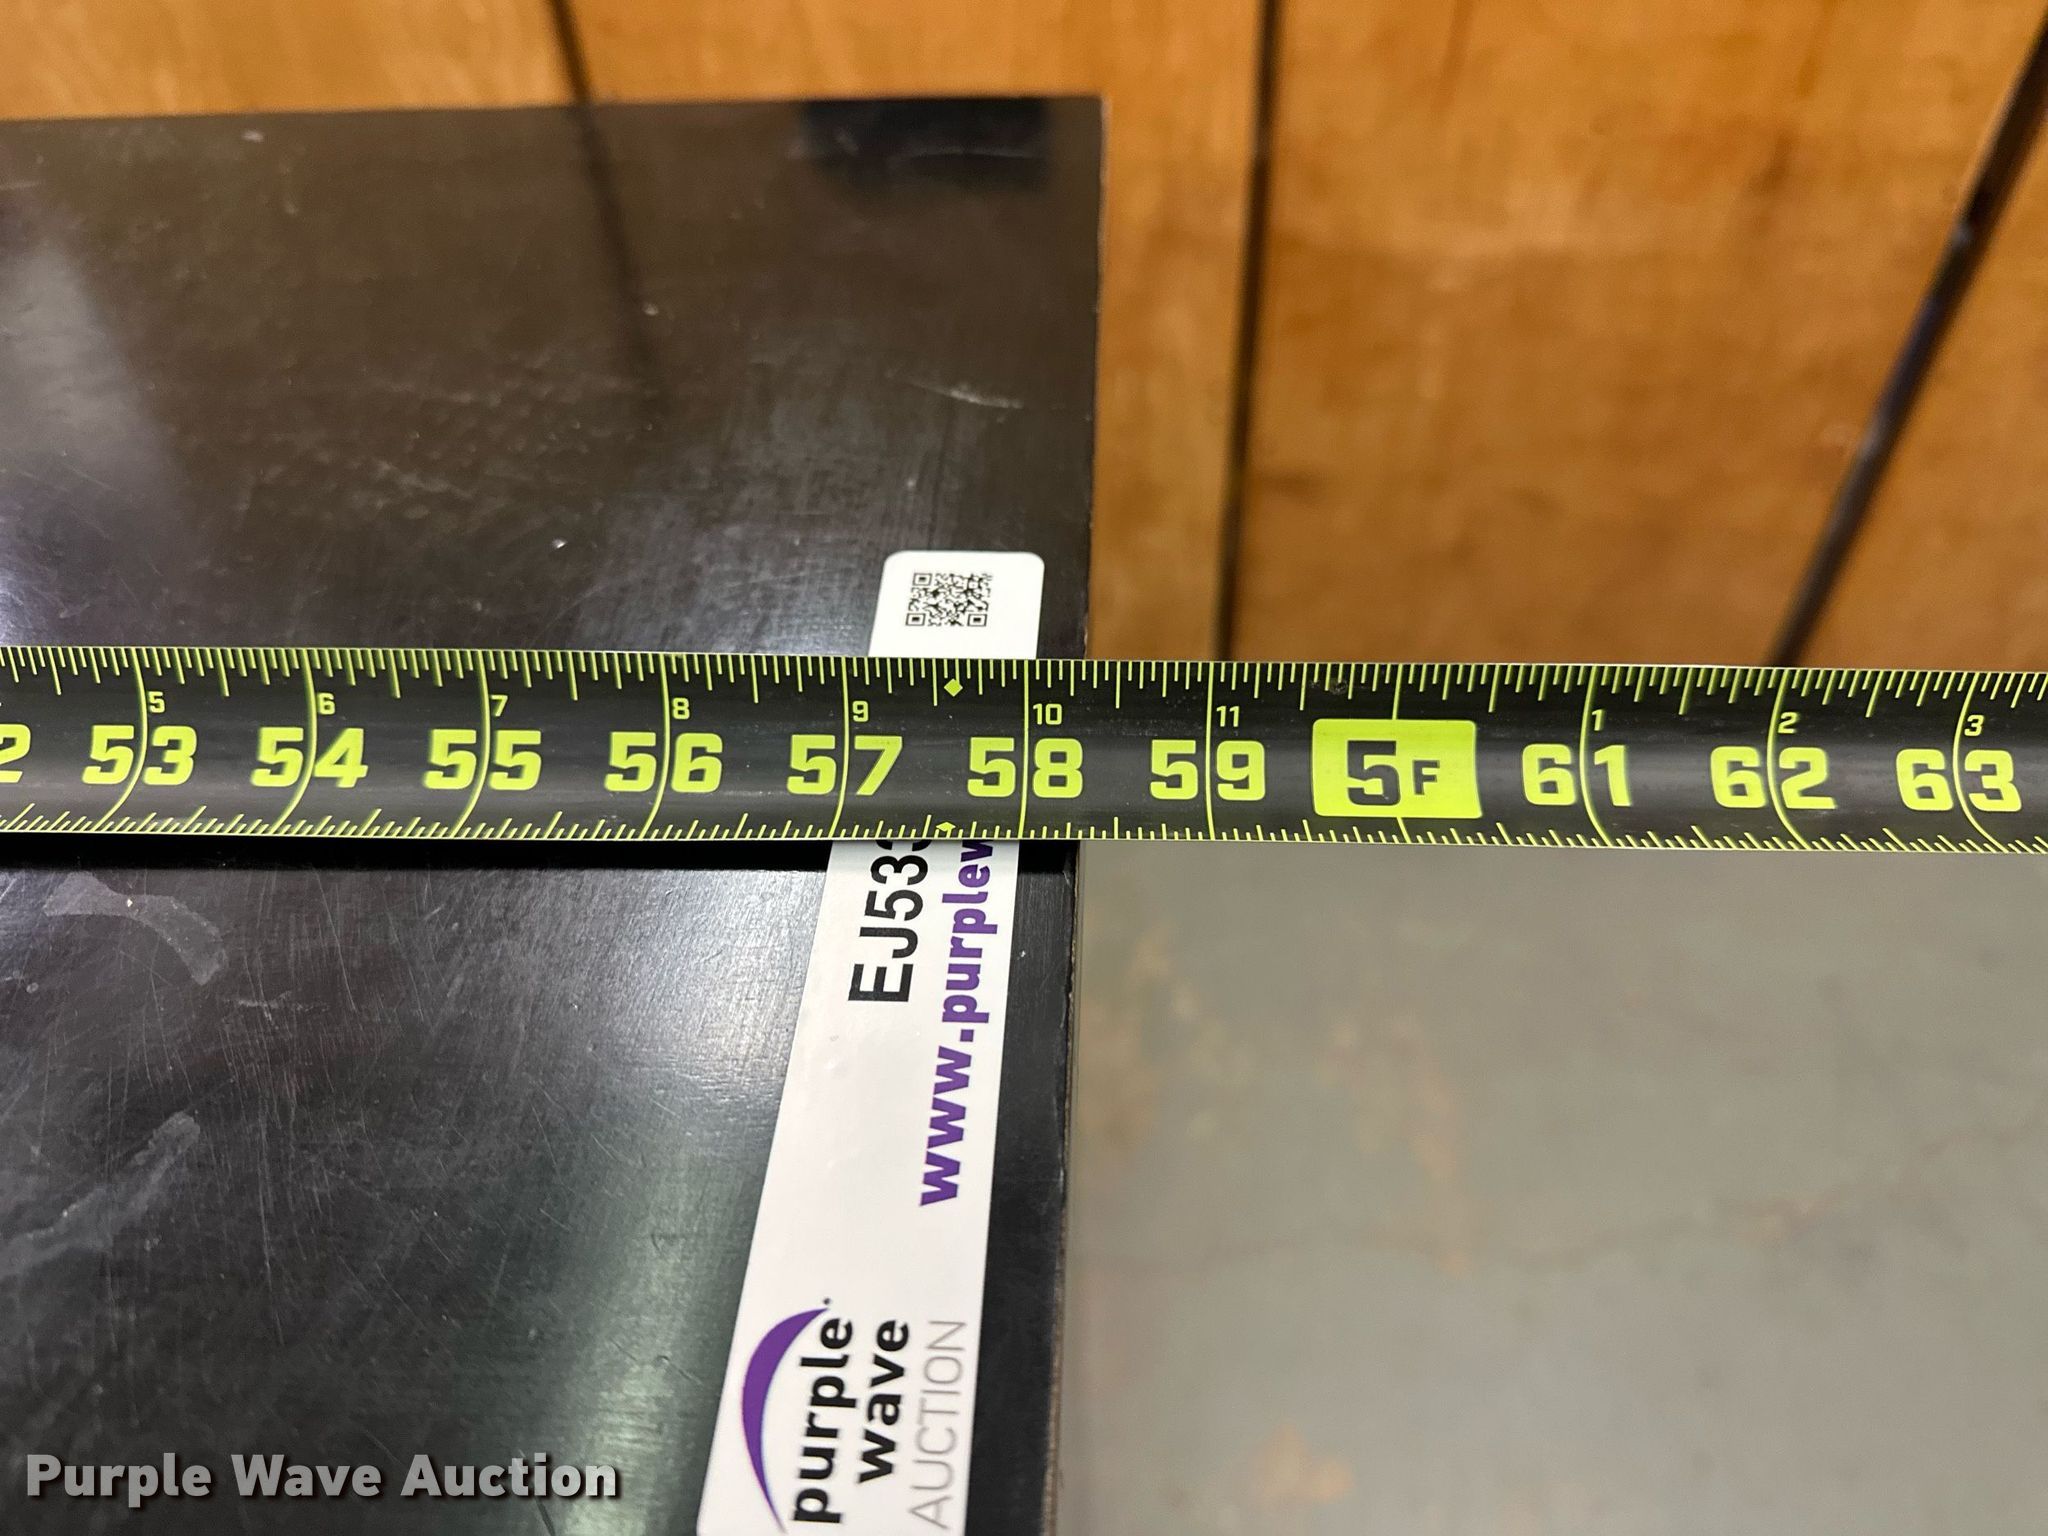 5 6 7 8 9 10 11 1 2 3
53 54 55 56 57 58 59 5F 61 62 63
EJ53
www.purplew
purple
wave
AUCTION
Purple Wave Auction